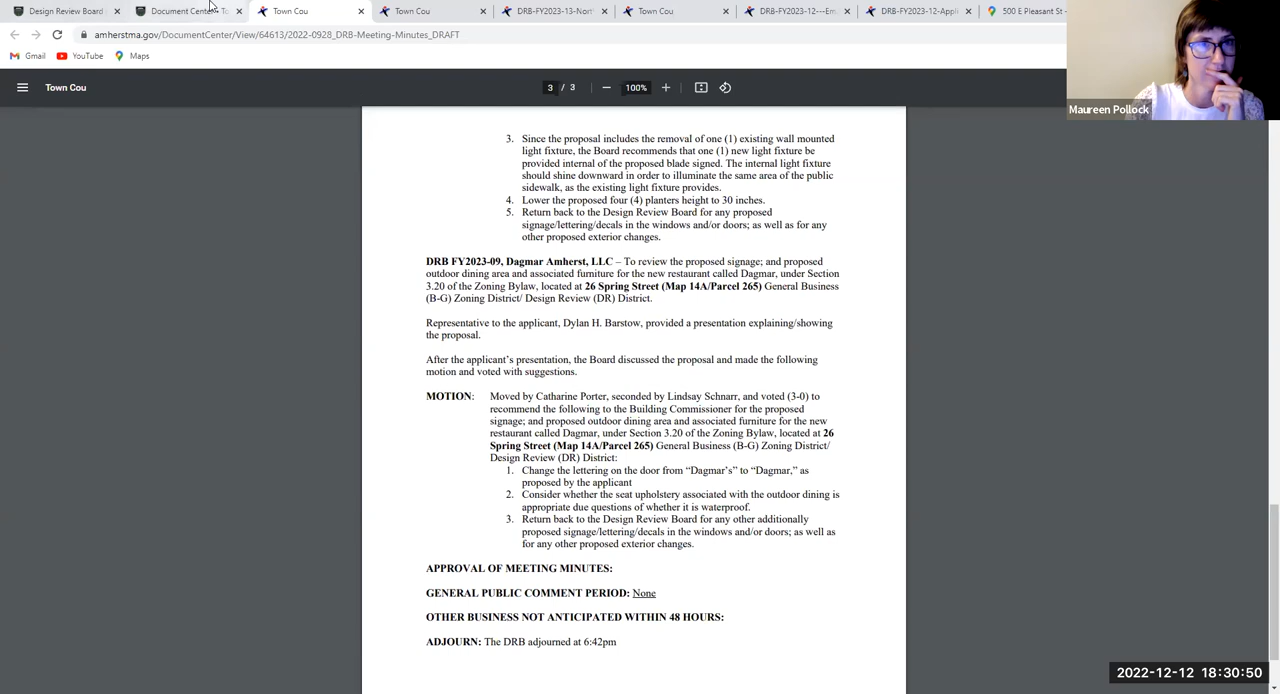 Design Review Board
Document Center • To
Town Cou
Town Cou
DRB-FY2023-13-Nort
Town Cou
DRB-FY2023-12---Em
DRB-FY2023-12-Appli
500 E Pleasant St -
amherstma.gov/DocumentCenter/View/64613/2022-0928_DRB-Meeting-Minutes_DRAFT
Gmail YouTube Maps
Town Cou 3 / 3 100%
Maureen Pollock
3. Since the proposal includes the removal of one (1) existing wall mounted
light fixture, the Board recommends that one (1) new light fixture be
provided internal of the proposed blade signed. The internal light fixture
should shine downward in order to illuminate the same area of the public
sidewalk, as the existing light fixture provides.
4. Lower the proposed four (4) planters height to 30 inches.
5. Return back to the Design Review Board for any proposed
signage/lettering/decals in the windows and/or doors; as well as for any
other proposed exterior changes.
DRB FY2023-09, Dagmar Amherst, LLC – To review the proposed signage; and proposed
outdoor dining area and associated furniture for the new restaurant called Dagmar, under Section
3.20 of the Zoning Bylaw, located at 26 Spring Street (Map 14A/Parcel 265) General Business
(B-G) Zoning District/ Design Review (DR) District.
Representative to the applicant, Dylan H. Barstow, provided a presentation explaining/showing
the proposal.
After the applicant's presentation, the Board discussed the proposal and made the following
motion and voted with suggestions.
MOTION: Moved by Catharine Porter, seconded by Lindsay Schnarr, and voted (3-0) to
recommend the following to the Building Commissioner for the proposed
signage; and proposed outdoor dining area and associated furniture for the new
restaurant called Dagmar, under Section 3.20 of the Zoning Bylaw, located at 26
Spring Street (Map 14A/Parcel 265) General Business (B-G) Zoning District/
Design Review (DR) District:
1. Change the lettering on the door from “Dagmar’s” to “Dagmar,” as
proposed by the applicant
2. Consider whether the seat upholstery associated with the outdoor dining is
appropriate due questions of whether it is waterproof.
3. Return back to the Design Review Board for any other additionally
proposed signage/lettering/decals in the windows and/or doors; as well as
for any other proposed exterior changes.
APPROVAL OF MEETING MINUTES:
GENERAL PUBLIC COMMENT PERIOD: None
OTHER BUSINESS NOT ANTICIPATED WITHIN 48 HOURS:
ADJOURN: The DRB adjourned at 6:42pm
2022-12-12 18:30:50